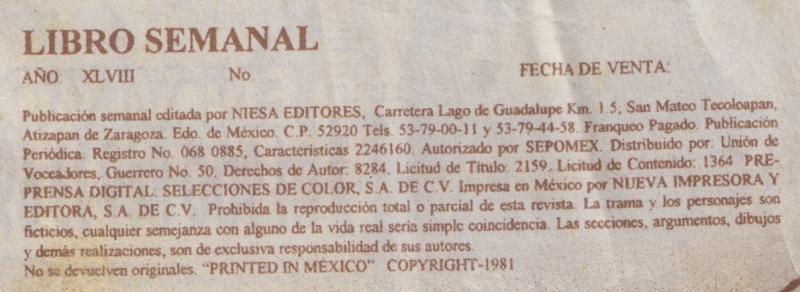 LIBRO SEMANAL
AÑO XLVIII No. FECHA DE VENTA:
Publicación semanal editada por NIESA EDITORES, Carretera Lago de Guadalupe Km. 1.5, San Mateo Tecoloapan,
Atizapan de Zaragoza. Edo. de México. C.P. 52920 Tels. 53-79-00-11 y 53-79-44-58. Franqueo Pagado. Publicación
Periódica. Registro No. 068 0885, Caracteristicas 2246160. Autorizado por SEPOMEX. Distribuido por: Unión de
Voceadores, Guerrero No. 50. Derechos de Autor: 8284. Licitud de Título: 2159. Licitud de Contenido: 1364 PRE-
PRENSA DIGITAL: SELECCIONES DE COLOR, S.A. DE C.V. Impresa en México por NUEVA IMPRESORA Y
EDITORA, S.A. DE C.V. Prohibida la reproducción total o parcial de esta revista. La trama y los personajes son
ficticios, cualquier semejanza con alguno de la vida real sería simple coincidencia. Las secciones, argumentos, dibujos
y demás realizaciones, son de exclusiva responsabilidad de sus autores.
No se devuelven originales. "PRINTED IN MÉXICO" COPYRIGHT-1981